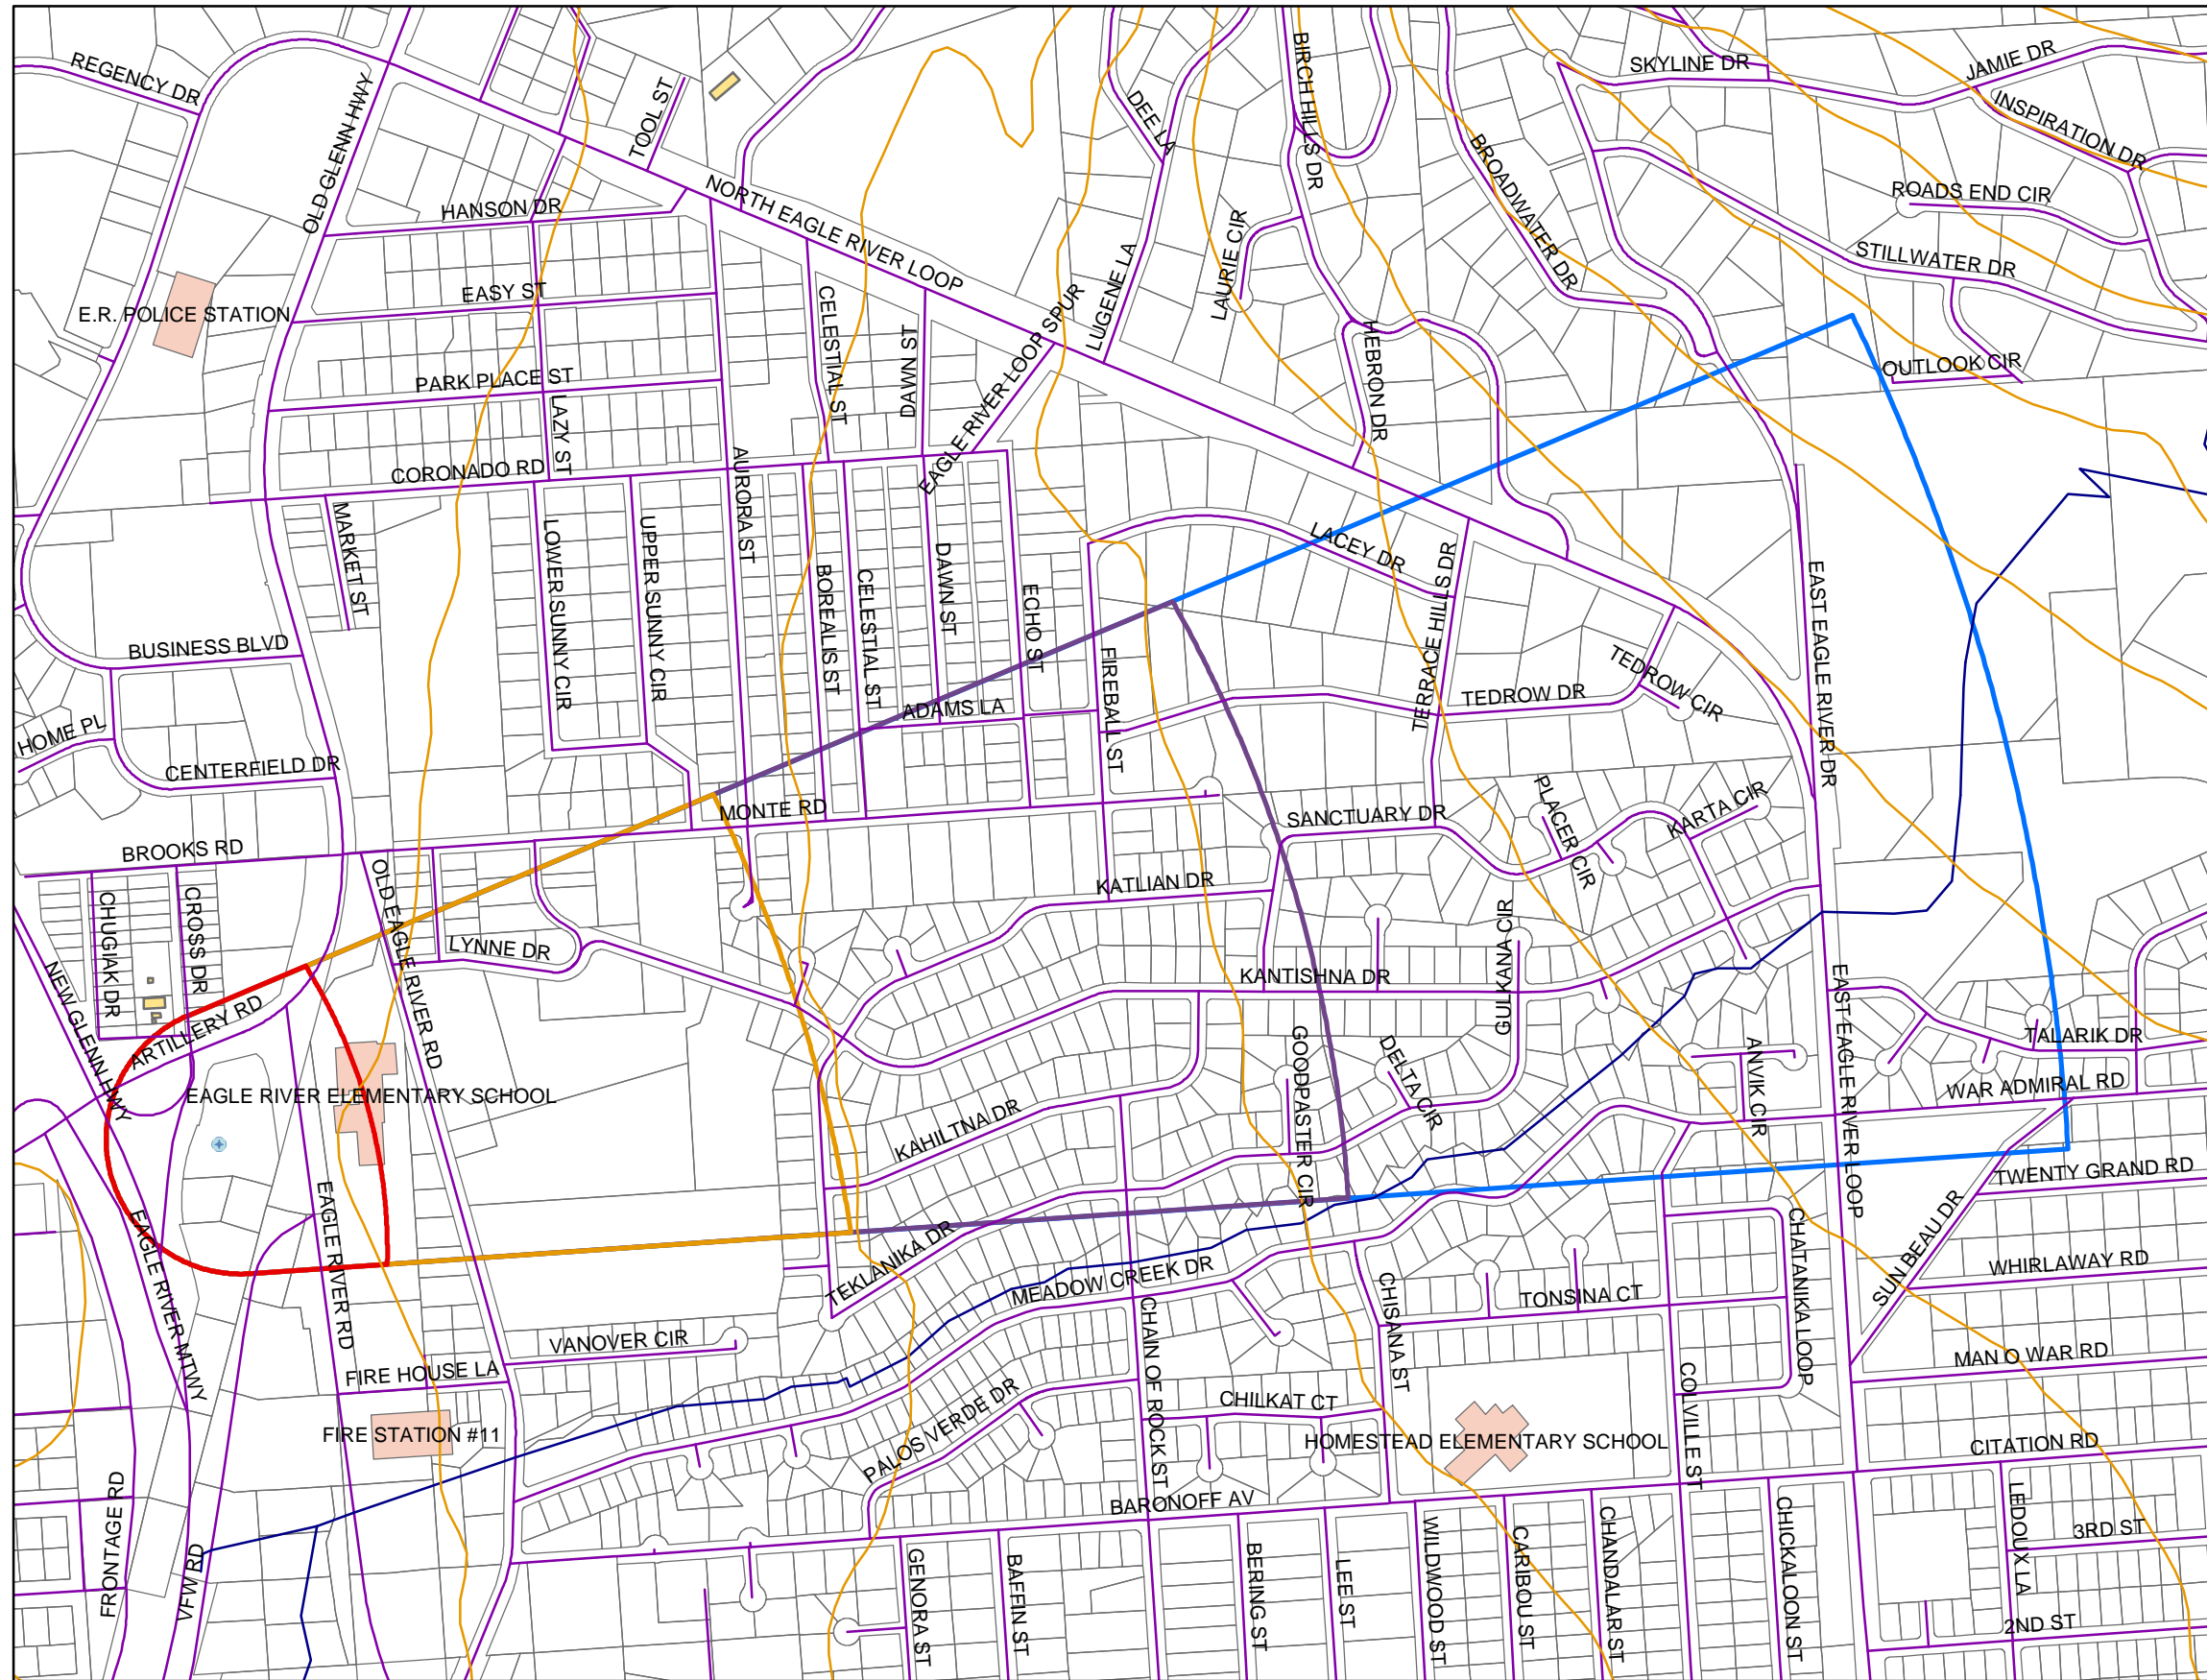 REGENCY DR
OLD GLENN HWY
TOOL ST
DEE LA
BIRCH HILLS DR
SKYLINE DR
JAMIE DR
INSPIRATION DR
BROADWATER DR
ROADS END CIR
HANSON DR
NORTH EAGLE RIVER LOOP
LAURIE CIR
STILLWATER DR
E.R. POLICE STATION
EASY ST
CELESTIAL ST
DAWN ST
EAGLE RIVER LOOP SPUR
LUGENE LA
HEBRON DR
OUTLOOK CIR
PARK PLACE ST
LAZY ST
CORONADO RD
AURORA ST
MARKET ST
LOWER SUNNY CIR
UPPER SUNNY CIR
BOREALIS ST
CELESTIAL ST
DAWN ST
ECHO ST
LACEY DR
TERRACE HILLS DR
EAST EAGLE RIVER DR
BUSINESS BLVD
FIREBALL ST
TEDROW DR
TEDROW CIR
ADAMS LA
HOME PL
CENTERFIELD DR
MONTE RD
SANCTUARY DR
PLACER CIR
KARTA CIR
BROOKS RD
OLD EAGLE RIVER RD
KATLIAN DR
CHUGIAK DR
CROSS DR
LYNNE DR
GULKANA CIR
KANTISHNA DR
NEW GLENN HWY
ARTILLERY RD
EAST EAGLE RIVER LOOP
TALARIK DR
GOODPASTER CIR
DELTA CIR
ANVIK CIR
WAR ADMIRAL RD
EAGLE RIVER ELEMENTARY SCHOOL
KAHILTNA DR
TWENTY GRAND RD
EAGLE RIVER RD
EAGLE RIVER MTWY
TEKLANIKA DR
MEADOW CREEK DR
CHATANIKA LOOP
SUN BEAU DR
WHIRLAWAY RD
TONSINA CT
CHISANA ST
CHAIN OF ROCK ST
VANOVER CIR
MAN O WAR RD
FIRE HOUSE LA
COLVILLE ST
PALOS VERDE DR
CHILKAT CT
FIRE STATION #11
HOMESTEAD ELEMENTARY SCHOOL
CITATION RD
FRONTAGE RD
BARONOFF AV
LEDOUX LA
3RD ST
VFW RD
GENORA ST
BAFFIN ST
BERING ST
LEE ST
WILDWOOD ST
CARIBOU ST
CHANDALAR ST
CHICKALOON ST
2ND ST